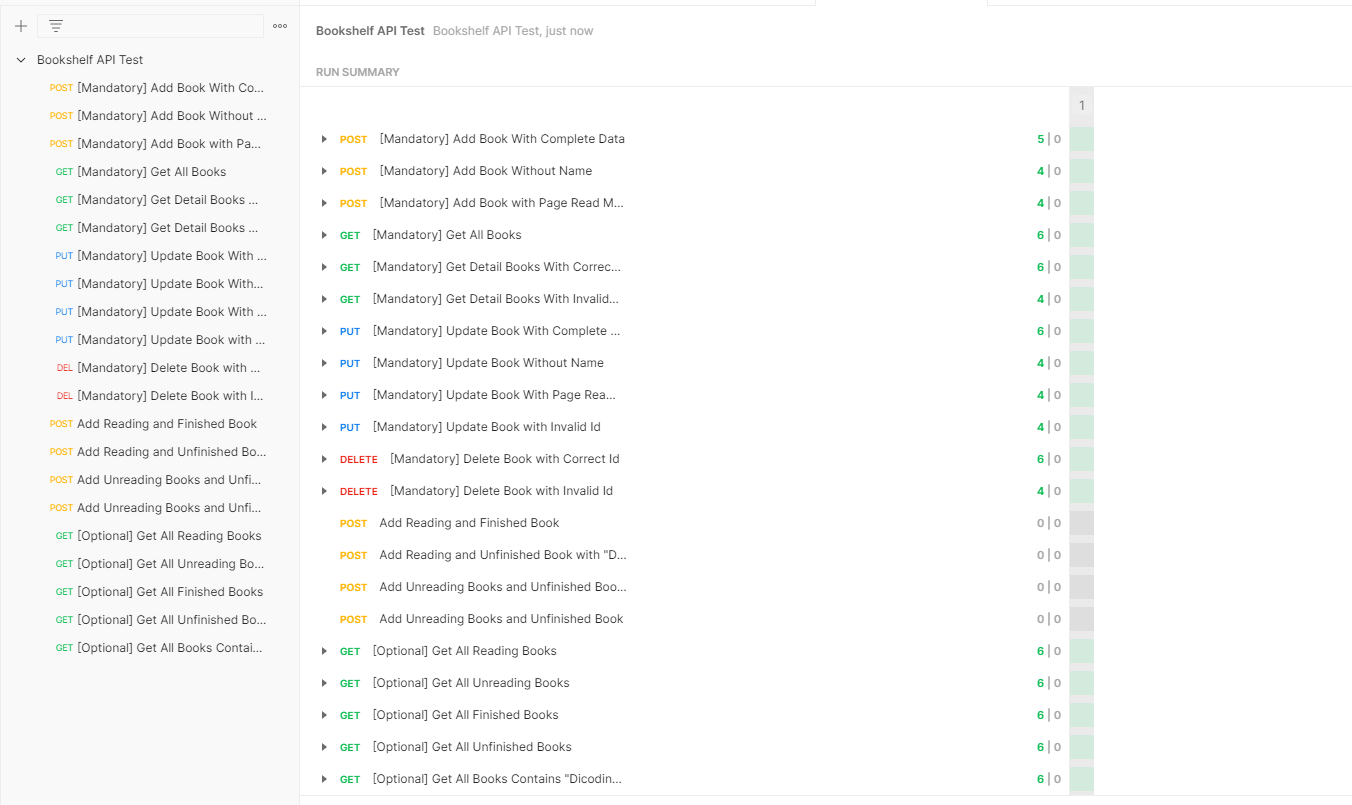 Bookshelf API Test
POST [Mandatory] Add Book With Co...
POST [Mandatory] Add Book Without ...
POST [Mandatory] Add Book with Pa...
GET [Mandatory] Get All Books
GET [Mandatory] Get Detail Books ...
GET [Mandatory] Get Detail Books ...
PUT [Mandatory] Update Book With ...
PUT [Mandatory] Update Book With...
PUT [Mandatory] Update Book With ...
PUT [Mandatory] Update Book with ...
DEL [Mandatory] Delete Book with ...
DEL [Mandatory] Delete Book with I...
POST Add Reading and Finished Book
POST Add Reading and Unfinished Bo...
POST Add Unreading Books and Unfi...
POST Add Unreading Books and Unfi...
GET [Optional] Get All Reading Books
GET [Optional] Get All Unreading Bo...
GET [Optional] Get All Finished Books
GET [Optional] Get All Unfinished Bo...
GET [Optional] Get All Books Contai...
Bookshelf API Test Bookshelf API Test, just now
RUN SUMMARY
1
POST [Mandatory] Add Book With Complete Data 5 | 0
POST [Mandatory] Add Book Without Name 4 | 0
POST [Mandatory] Add Book with Page Read M... 4 | 0
GET [Mandatory] Get All Books 6 | 0
GET [Mandatory] Get Detail Books With Correc... 6 | 0
GET [Mandatory] Get Detail Books With Invalid... 4 | 0
PUT [Mandatory] Update Book With Complete ... 6 | 0
PUT [Mandatory] Update Book Without Name 4 | 0
PUT [Mandatory] Update Book With Page Rea... 4 | 0
PUT [Mandatory] Update Book with Invalid Id 4 | 0
DELETE [Mandatory] Delete Book with Correct Id 6 | 0
DELETE [Mandatory] Delete Book with Invalid Id 4 | 0
POST Add Reading and Finished Book 0 | 0
POST Add Reading and Unfinished Book with "D... 0 | 0
POST Add Unreading Books and Unfinished Boo... 0 | 0
POST Add Unreading Books and Unfinished Book 0 | 0
GET [Optional] Get All Reading Books 6 | 0
GET [Optional] Get All Unreading Books 6 | 0
GET [Optional] Get All Finished Books 6 | 0
GET [Optional] Get All Unfinished Books 6 | 0
GET [Optional] Get All Books Contains "Dicodin... 6 | 0